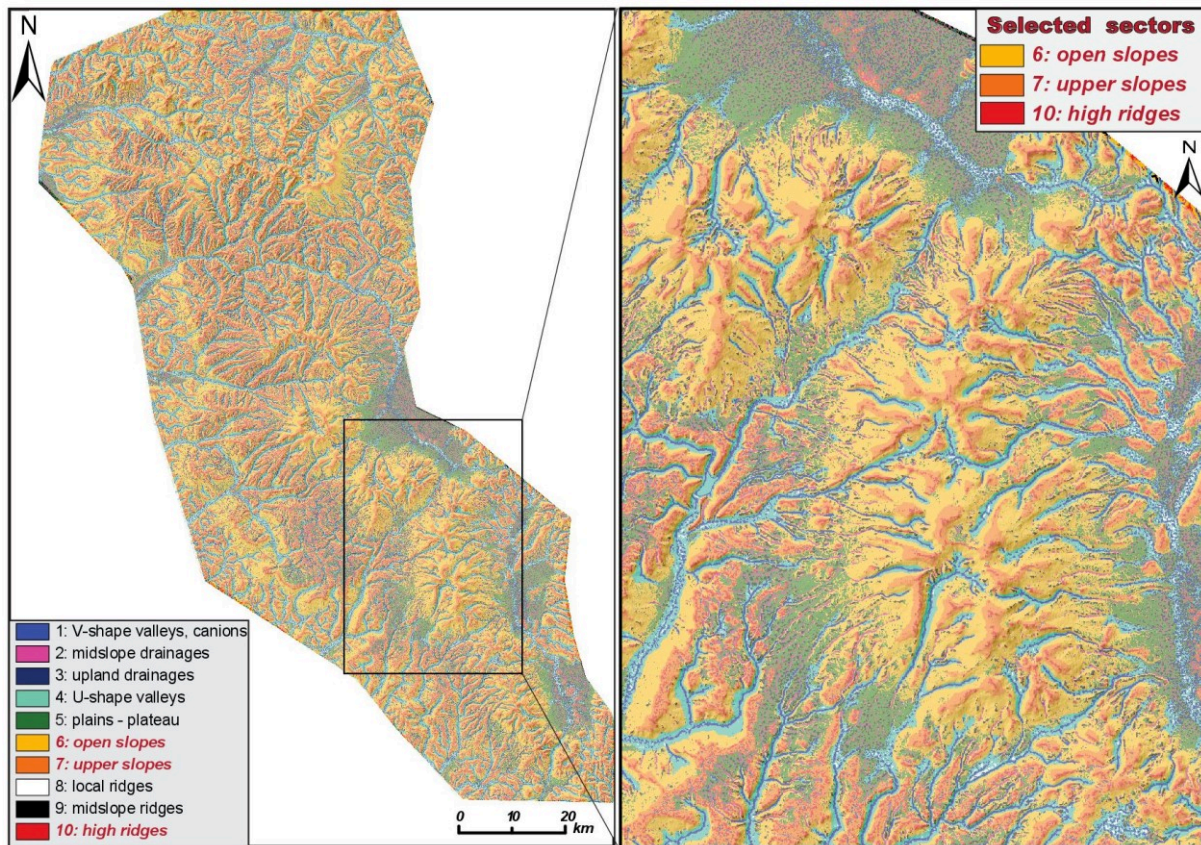 N
1: V-shape valleys, canions
2: midslope drainages
3: upland drainages
4: U-shape valleys
5: plains - plateau
6: open slopes
7: upper slopes
8: local ridges
9: midslope ridges
10: high ridges
0 10 20
km
Selected sectors
6: open slopes
7: upper slopes
10: high ridges
N